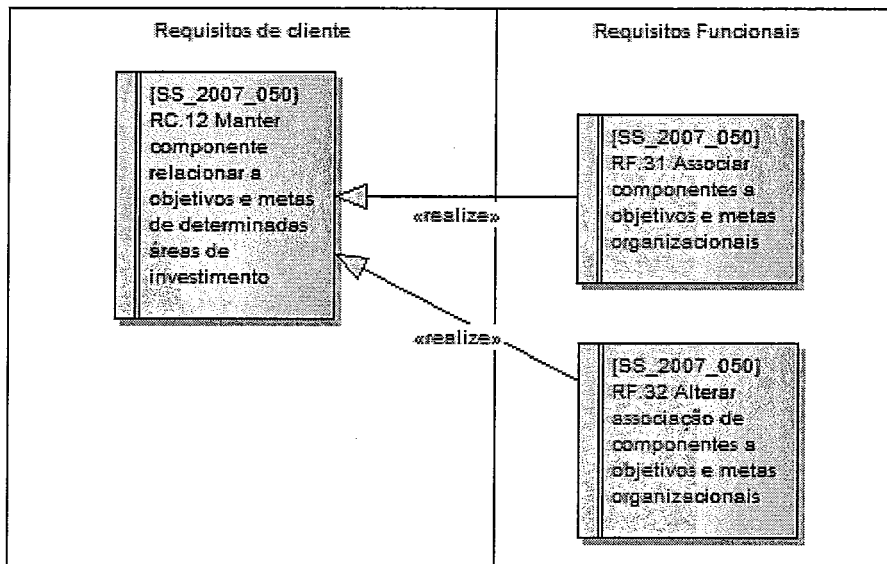 Requisitos de cliente
Requisitos Funcionais
[SS_2007_050]
RC.12 Manter
componente
relacionar a
objetivos e metas
de determinadas
áreas de
investimento
[SS_2007_050]
RF.31 Associar
componentes a
objetivos e metas
organizacionais
«realize»
«realize»
[SS_2007_050]
RF.32 Alterar
associação de
componentes a
objetivos e metas
organizacionais